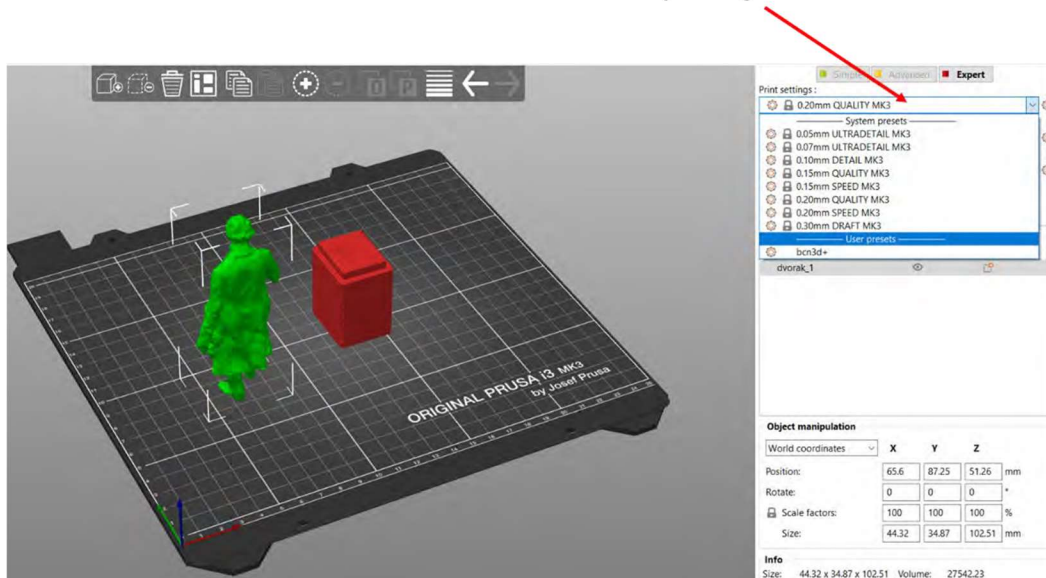 Simple Advanced Expert
Print settings :
0.20mm QUALITY MK3
System presets
0.05mm ULTRADETAIL MK3
0.07mm ULTRADETAIL MK3
0.10mm DETAIL MK3
0.15mm QUALITY MK3
0.15mm SPEED MK3
0.20mm QUALITY MK3
0.20mm SPEED MK3
0.30mm DRAFT MK3
User presets
bcn3d+
dvorak_1
ORIGINAL PRUSA i3 MK3
by Josef Prusa
Object manipulation
World coordinates X Y Z
Position: 65.6 87.25 51.26 mm
Rotate: 0 0 0 °
Scale factors: 100 100 100 %
Size: 44.32 34.87 102.51 mm
Info
Size: 44.32 x 34.87 x 102.51 Volume: 27542.23